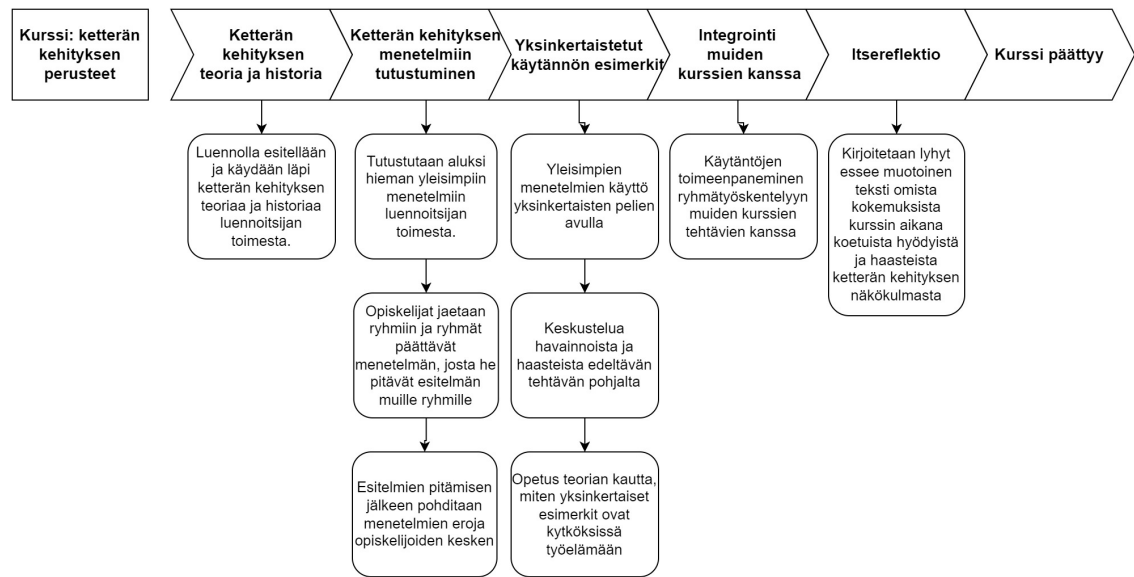 Kurssi: ketterän
kehityksen
perusteet
Ketterän
kehityksen
teoria ja historia
Ketterän kehityksen
menetelmiin
tutustuminen
Yksinkertaistetut
käytännön esimerkit
Integrointi
muiden
kurssien kanssa
Itsereflektio
Kurssi päättyy
Luennolla esitellään
ja käydään läpi
ketterän kehityksen
teoriaa ja historiaa
luennoitsijan
toimesta.
Tutustutaan aluksi
hieman yleisimpiin
menetelmiin
luennoitsijan
toimesta.
Opiskelijat jaetaan
ryhmiin ja ryhmät
päättävät
menetelmän, josta he
pitävät esitelmän
muille ryhmille
Esitelmien pitämisen
jälkeen pohditaan
menetelmien eroja
opiskelijoiden kesken
Yleisimpien
menetelmien käyttö
yksinkertaisten pelien
avulla
Keskustelua
havainnoista ja
haasteista edeltävän
tehtävän pohjalta
Opetus teorian kautta,
miten yksinkertaiset
esimerkit ovat
kytköksissä
työelämään
Käytäntöjen
toimeenpaneminen
ryhmätyöskentelyyn
muiden kurssien
tehtävien kanssa
Kirjoitetaan lyhyt
essee muotoinen
teksti omista
kokemuksista
kurssin aikana
koetuista hyödyistä
ja haasteista
ketterän kehityksen
näkökulmasta